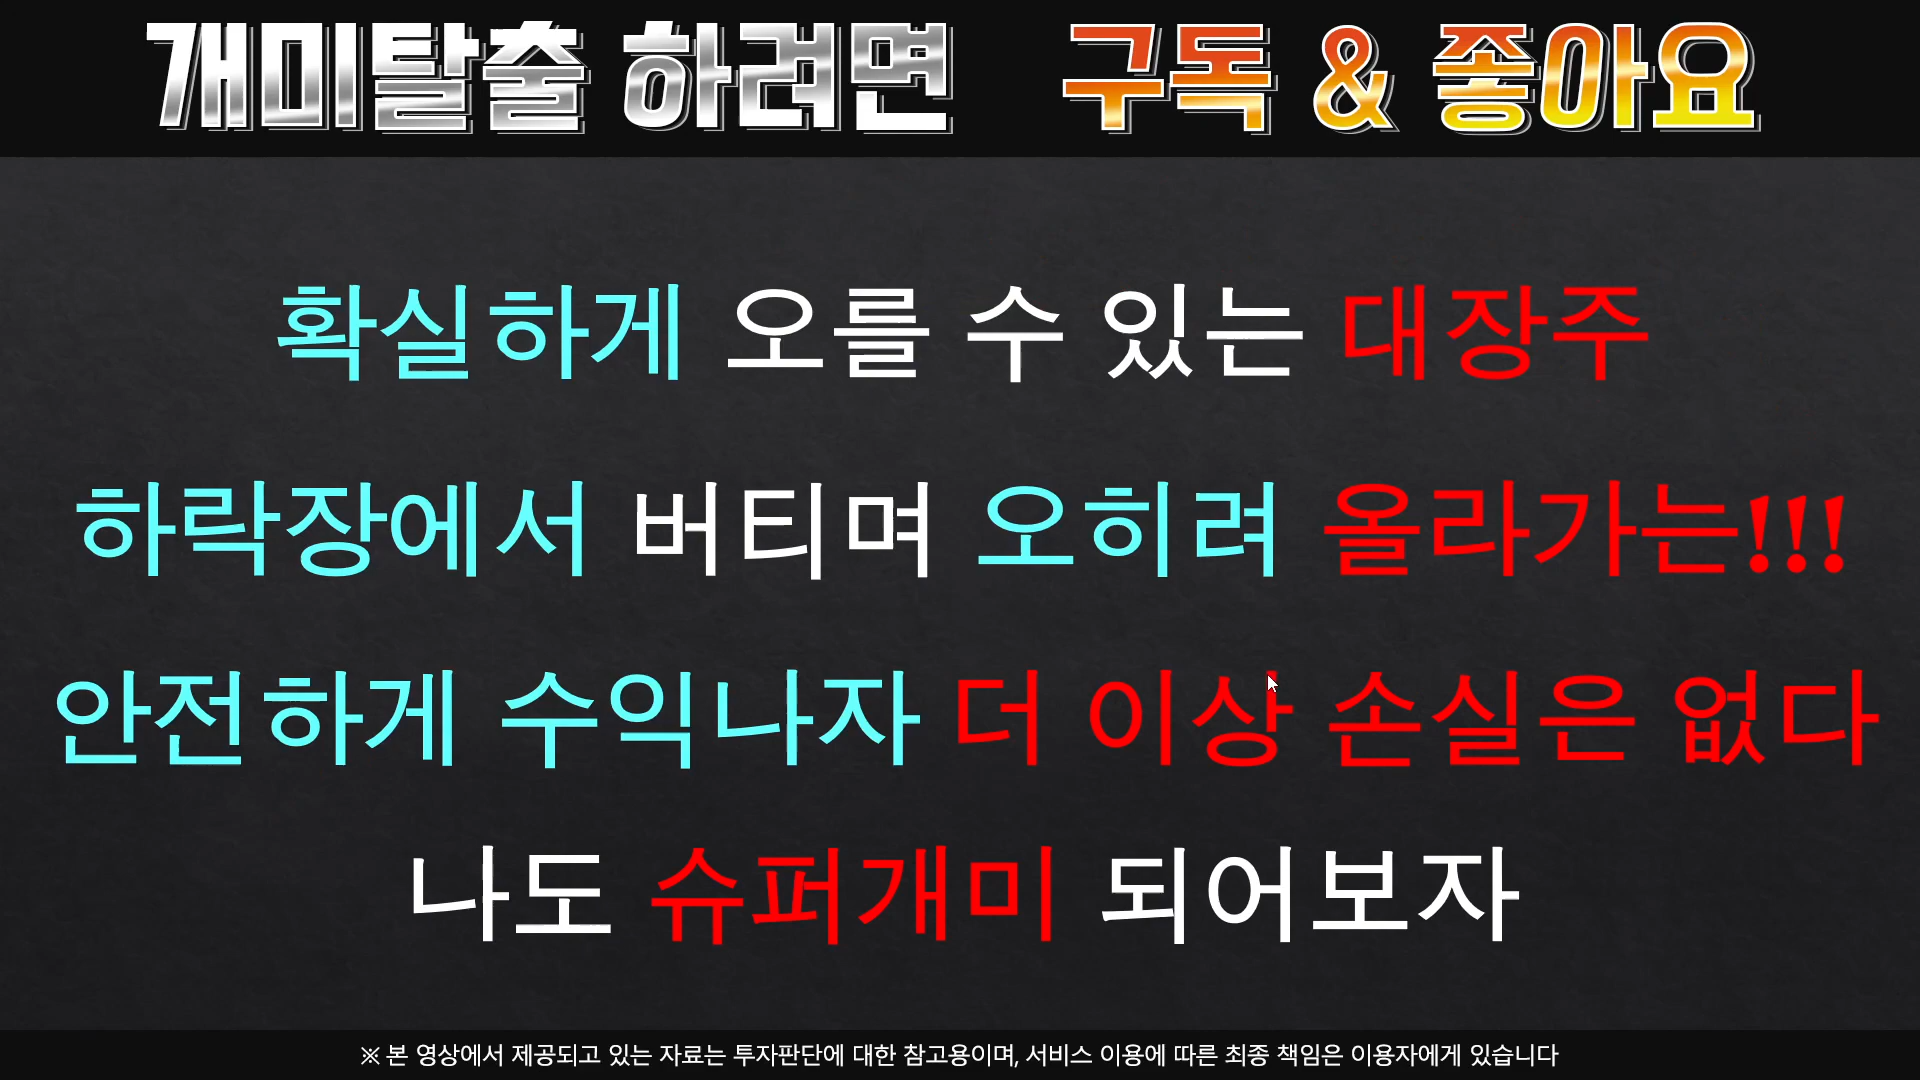 개미탈출 하려면 구독 & 좋아요
확실하게 오를 수 있는 대장주
하락장에서 버티며 오히려 올라가는!!!
안전하게 수익나자 더 이상 손실은 없다
나도 슈퍼개미 되어보자
※ 본 영상에서 제공되고 있는 자료는 투자판단에 대한 참고용이며, 서비스 이용에 따른 최종 책임은 이용자에게 있습니다